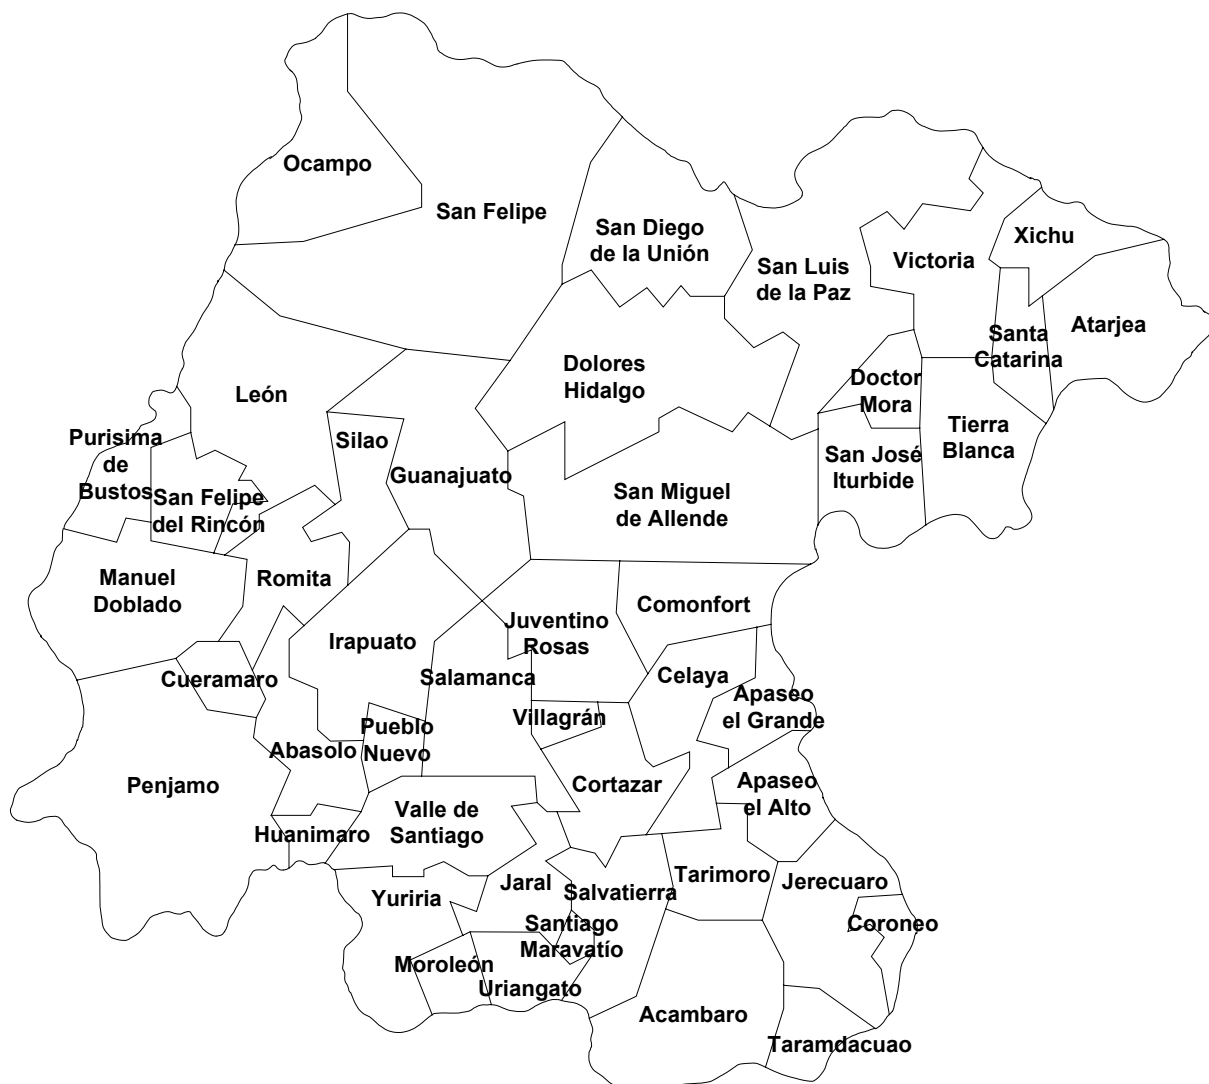 Ocampo
San Felipe
San Diego
de la Unión
San Luis
de la Paz
Victoria
Xichu
Atarjea
Santa
Catarina
Dolores
Hidalgo
Doctor
Mora
Tierra
Blanca
León
Silao
Guanajuato
Purisima
de
Bustos
San Felipe
del Rincón
San José
Iturbide
San Miguel
de Allende
Manuel
Doblado
Romita
Irapuato
Juventino
Rosas
Comonfort
Cueramaro
Salamanca
Celaya
Apaseo
el Grande
Villagrán
Pueblo
Nuevo
Abasolo
Penjamo
Cortazar
Apaseo
el Alto
Huanimaro
Valle de
Santiago
Yuriria
Jaral
Salvatierra
Tarimoro
Jerecuaro
Coroneo
Santiago
Maravatío
Moroleón
Uriangato
Acambaro
Taramdacuao